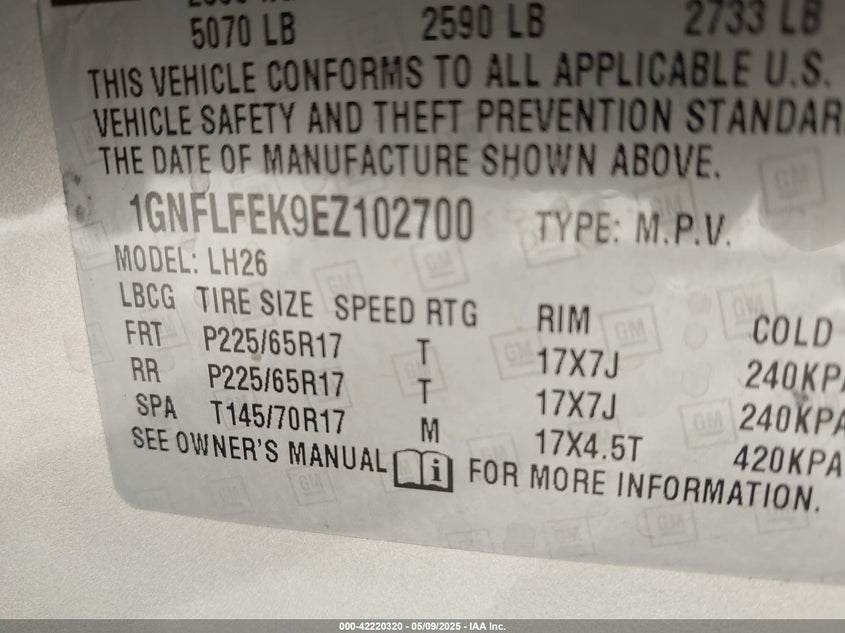 5070 LB 2590 LB 2733 LB
THIS VEHICLE CONFORMS TO ALL APPLICABLE U.S.
VEHICLE SAFETY AND THEFT PREVENTION STANDAR
THE DATE OF MANUFACTURE SHOWN ABOVE.
1GNFLFEK9EZ102700 TYPE: M.P.V.
MODEL: LH26
LBCG TIRE SIZE SPEED RTG RIM COLD
FRT P225/65R17 T 17X7J 240KPA
RR P225/65R17 T 17X7J 240KPA
SPA T145/70R17 M 17X4.5T 420KPA
SEE OWNER'S MANUAL i FOR MORE INFORMATION.
000-42220320 - 05/09/2025 - IAA Inc.